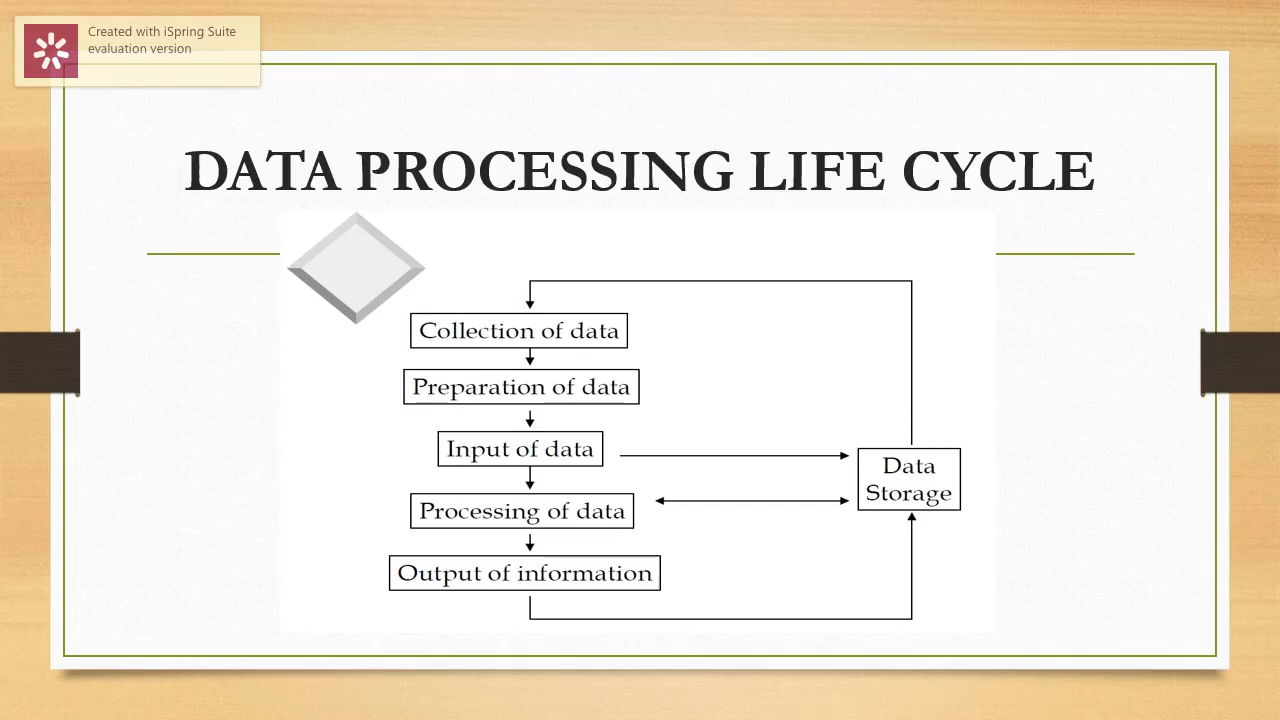 Created with iSpring Suite
evaluation version
DATA PROCESSING LIFE CYCLE
Collection of data
Preparation of data
Input of data
Data
Storage
Processing of data
Output of information